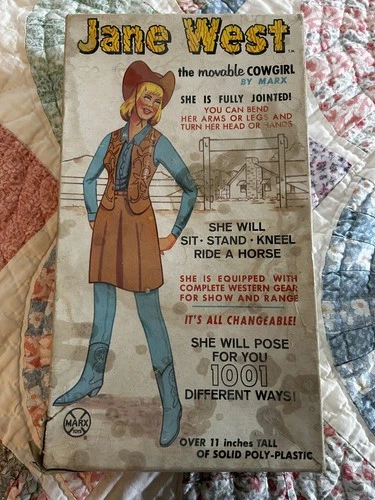 Jane West
T.M.
the movable COWGIRL
BY MARX
SHE IS FULLY JOINTED!
YOU CAN BEND
HER ARMS OR LEGS AND
TURN HER HEAD OR HANDS
SHE WILL
SIT · STAND · KNEEL
RIDE A HORSE
SHE IS EQUIPPED WITH
COMPLETE WESTERN GEAR
FOR SHOW AND RANGE
IT'S ALL CHANGEABLE!
SHE WILL POSE
FOR YOU
1001
DIFFERENT WAYS!
MARX
TOYS
®
OVER 11 inches TALL
OF SOLID POLY-PLASTIC